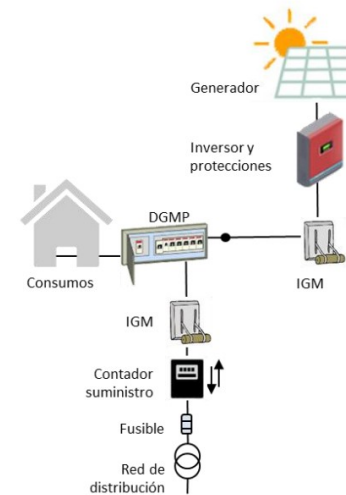 Generador
Inversor y
protecciones
DGMP
Consumos
IGM
IGM
Contador
suministro
Fusible
Red de
distribución